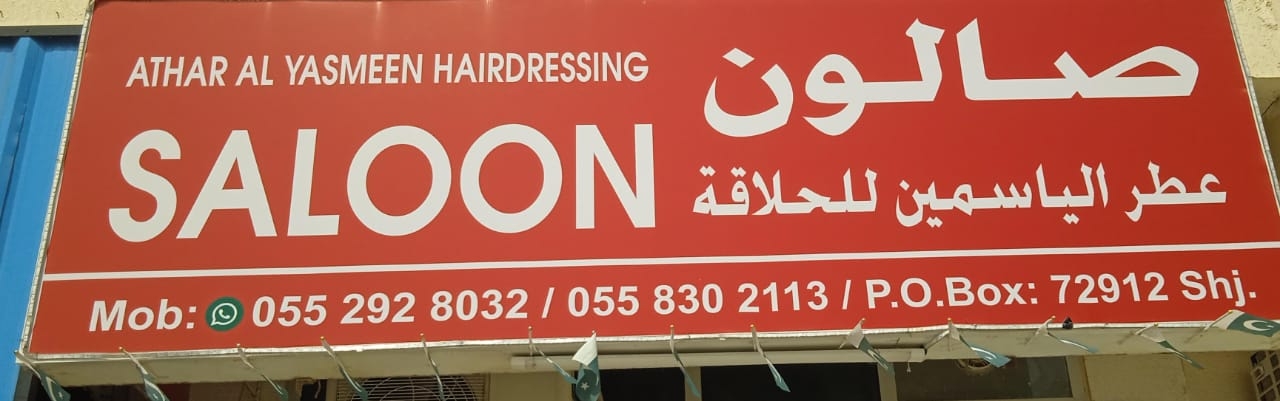 ATHAR AL YASMEEN HAIRDRESSING
SALOON
صالون
عطر الياسمين للحلاقة
Mob: 055 292 8032 / 055 830 2113 / P.O.Box: 72912 Shj.